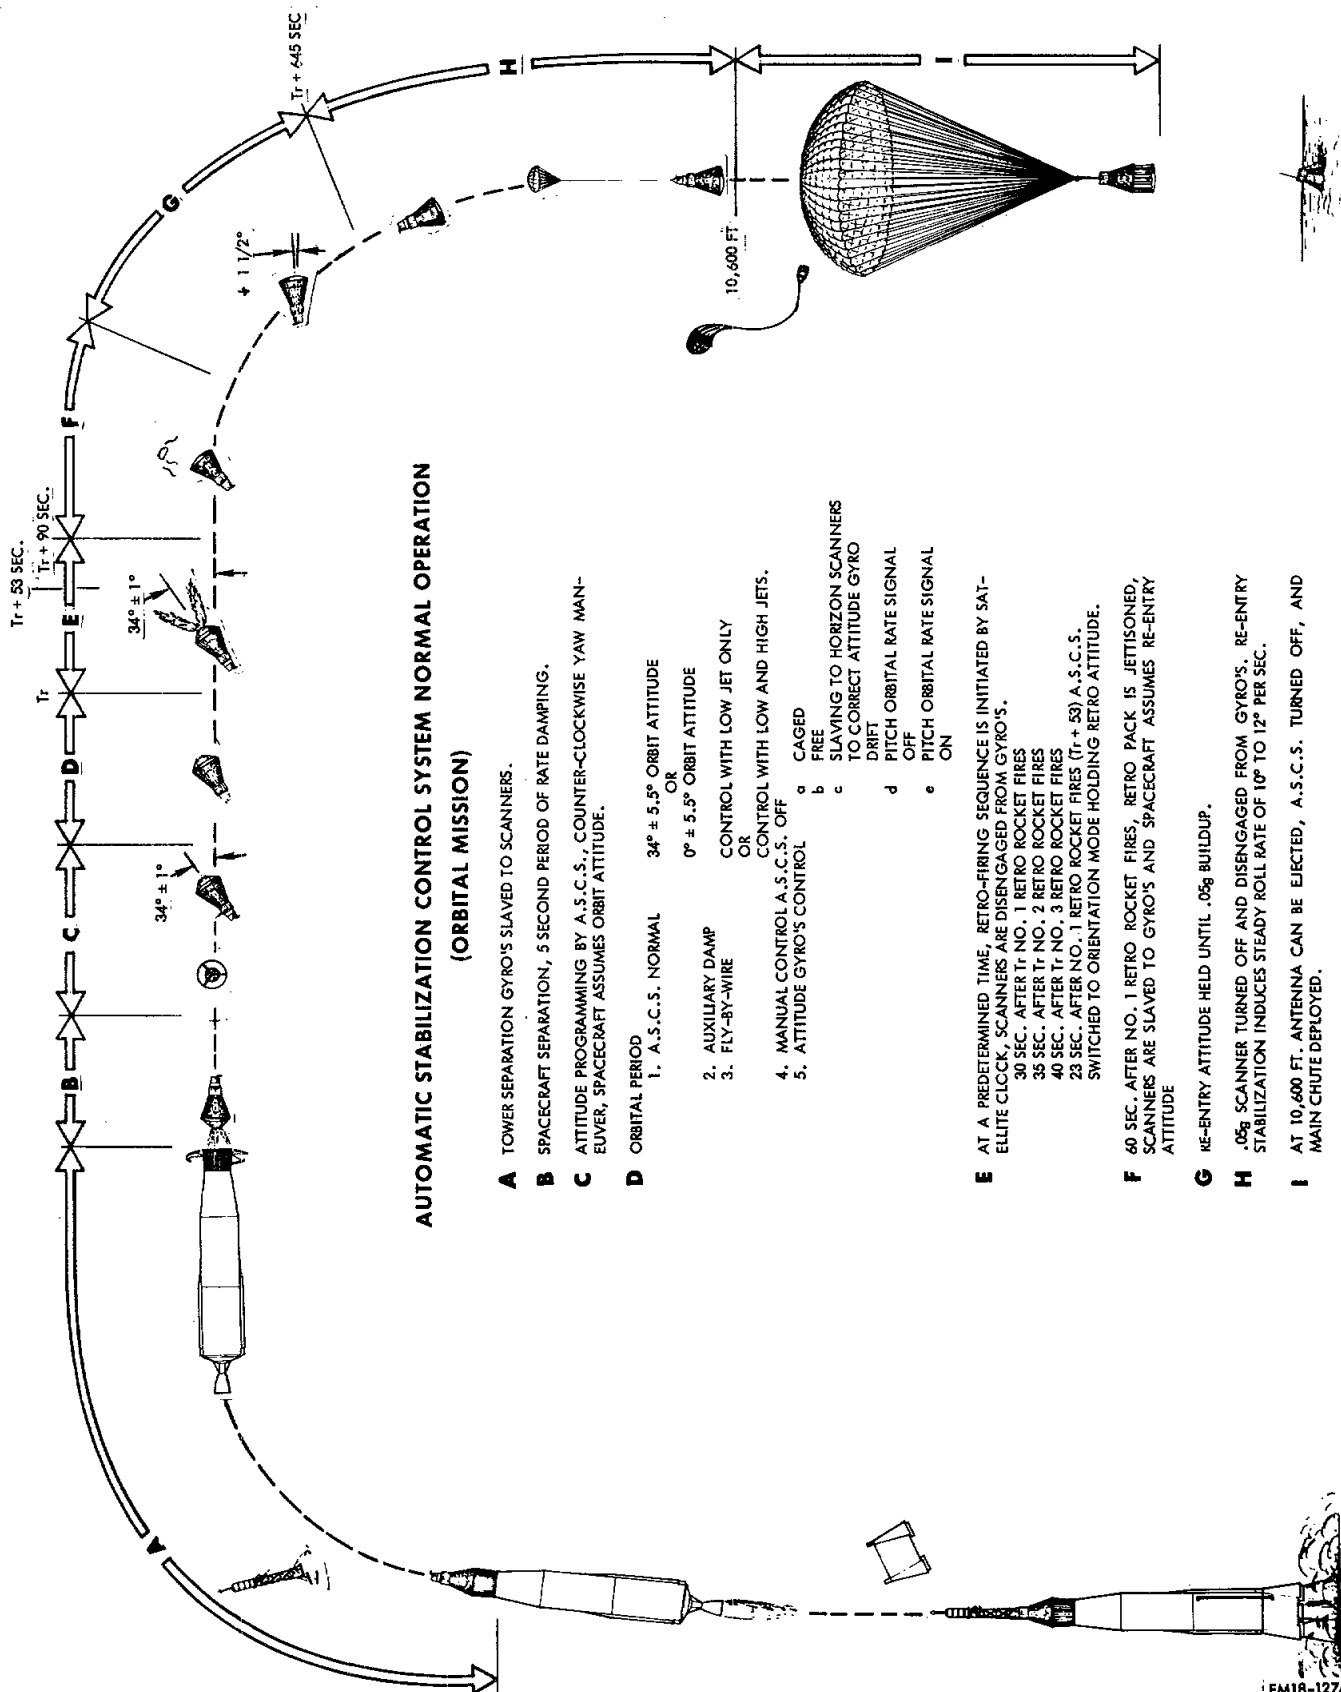 AUTOMATIC STABILIZATION CONTROL SYSTEM NORMAL OPERATION
(ORBITAL MISSION)
A TOWER SEPARATION GYRO'S SLAVED TO SCANNERS.
B SPACECRAFT SEPARATION, 5 SECOND PERIOD OF RATE DAMPING.
C ATTITUDE PROGRAMMING BY A.S.C.S., COUNTER-CLOCKWISE YAW MAN-
EUVER, SPACECRAFT ASSUMES ORBIT ATTITUDE.
D ORBITAL PERIOD
1. A.S.C.S. NORMAL 34° ± 5.5° ORBIT ATTITUDE
OR
0° ± 5.5° ORBIT ATTITUDE
2. AUXILIARY DAMP
3. FLY-BY-WIRE CONTROL WITH LOW JET ONLY
OR
CONTROL WITH LOW AND HIGH JETS.
4. MANUAL CONTROL A.S.C.S. OFF
5. ATTITUDE GYRO'S CONTROL a CAGED
b FREE
c SLAVING TO HORIZON SCANNERS
TO CORRECT ATTITUDE GYRO
DRIFT
d PITCH ORBITAL RATE SIGNAL
OFF
e PITCH ORBITAL RATE SIGNAL
ON
E AT A PREDETERMINED TIME, RETRO-FIRING SEQUENCE IS INITIATED BY SAT-
ELLITE CLOCK, SCANNERS ARE DISENGAGED FROM GYRO'S.
30 SEC. AFTER Tr NO. 1 RETRO ROCKET FIRES
35 SEC. AFTER Tr NO. 2 RETRO ROCKET FIRES
40 SEC. AFTER Tr NO. 3 RETRO ROCKET FIRES
23 SEC. AFTER NO. 1 RETRO ROCKET FIRES (Tr + 53) A.S.C.S.
SWITCHED TO ORIENTATION MODE HOLDING RETRO ATTITUDE.
F 60 SEC. AFTER NO. 1 RETRO ROCKET FIRES, RETRO PACK IS JETTISONED,
SCANNERS ARE SLAVED TO GYRO'S AND SPACECRAFT ASSUMES RE-ENTRY
ATTITUDE
G RE-ENTRY ATTITUDE HELD UNTIL .05g BUILDUP.
H .05g SCANNER TURNED OFF AND DISENGAGED FROM GYRO'S. RE-ENTRY
STABILIZATION INDUCES STEADY ROLL RATE OF 10° TO 12° PER SEC.
I AT 10,600 FT. ANTENNA CAN BE EJECTED, A.S.C.S. TURNED OFF, AND
MAIN CHUTE DEPLOYED.
A
B
C
D
E
F
G
H
I
34° ± 1°
Tr
Tr + 53 SEC.
Tr + 90 SEC.
34° ± 1°
+ 1 1/2°
Tr + 645 SEC
10,600 FT